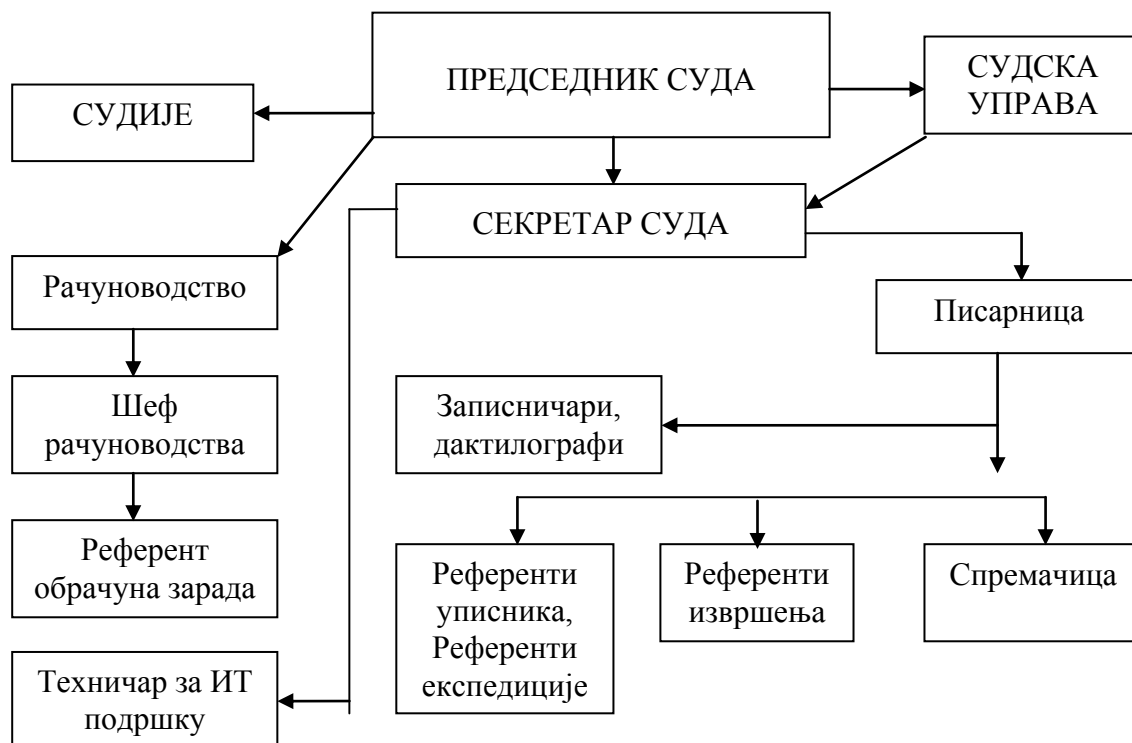 ПРЕДСЕДНИК СУДА
СУДСКА
УПРАВА
СУДИЈЕ
СЕКРЕТАР СУДА
Рачуноводство
Писарница
Шеф
рачуноводства
Записничари,
дактилографи
Референт
обрачуна зарада
Референти
уписника,
Референти
експедиције
Референти
извршења
Спремачица
Техничар за ИТ
подршку